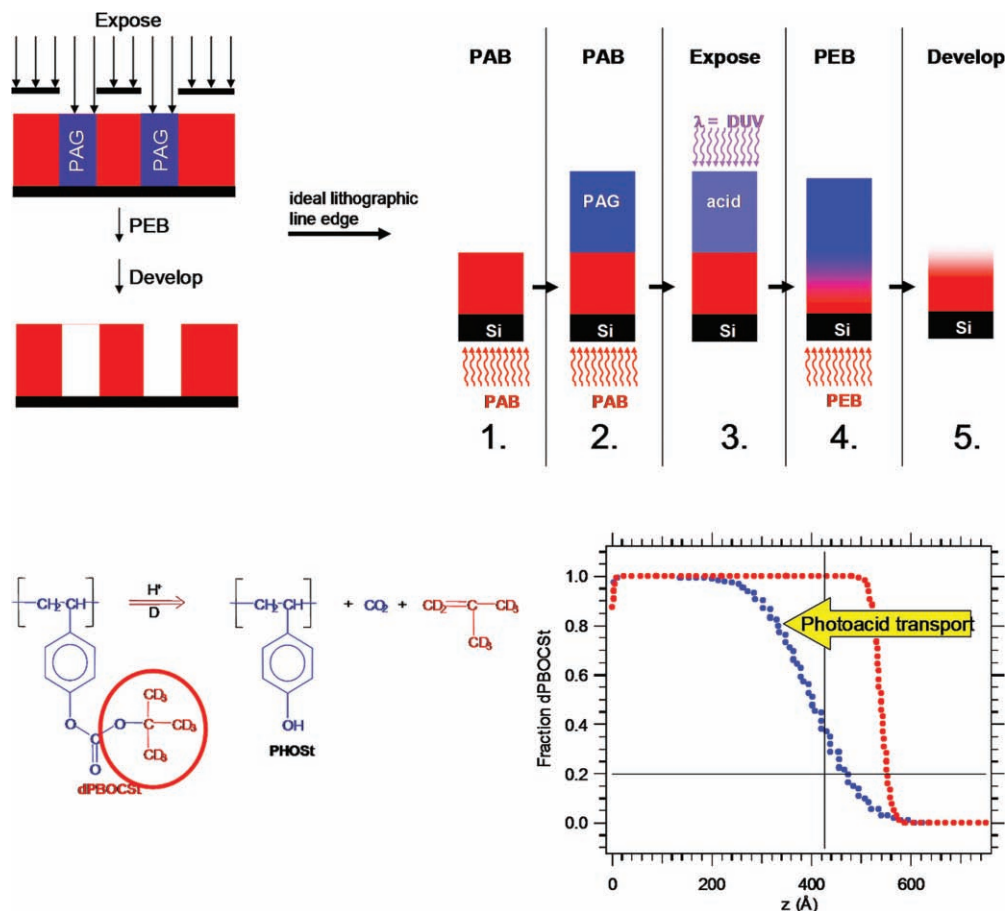 Expose
PAG
PAG
PEB
Develop
ideal lithographic
line edge
PAB
PAB
Expose
PEB
Develop
λ = DUV
PAG
acid
Si
Si
Si
Si
Si
PAB
PAB
PEB
1.
2.
3.
4.
5.
CH₂—CH
H⁺
D
CH₂—CH
+ CO₂ + CD₂=C—CD₃
CD₃
O
C
O
O—C—CD₃
CD₃
CD₃
dPBOCSt
OH
PHOSt
Fraction dPBOCSt
1.0
0.8
0.6
0.4
0.2
0.0
Photoacid transport
0
200
400
600
z (Å)